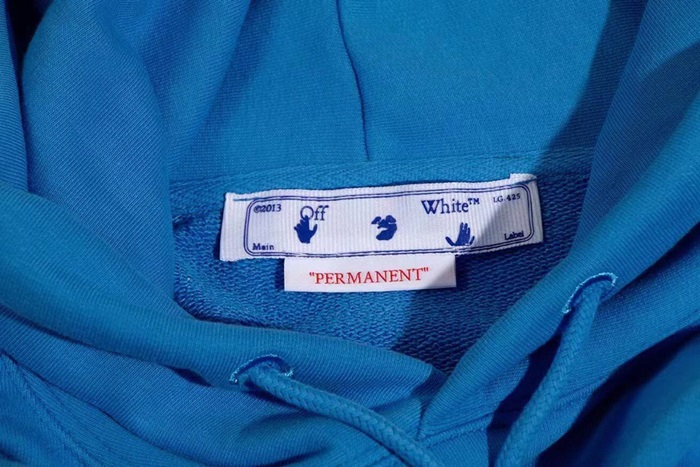 ©2013 Off White™ LG. 425
Main Label
"PERMANENT"